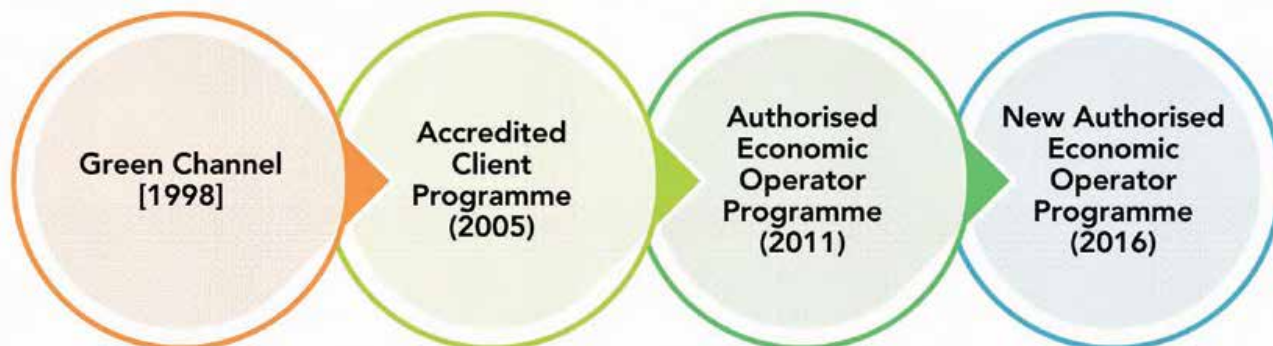 Green Channel
[1998]
Accredited
Client
Programme
(2005)
Authorised
Economic
Operator
Programme
(2011)
New Authorised
Economic
Operator
Programme
(2016)